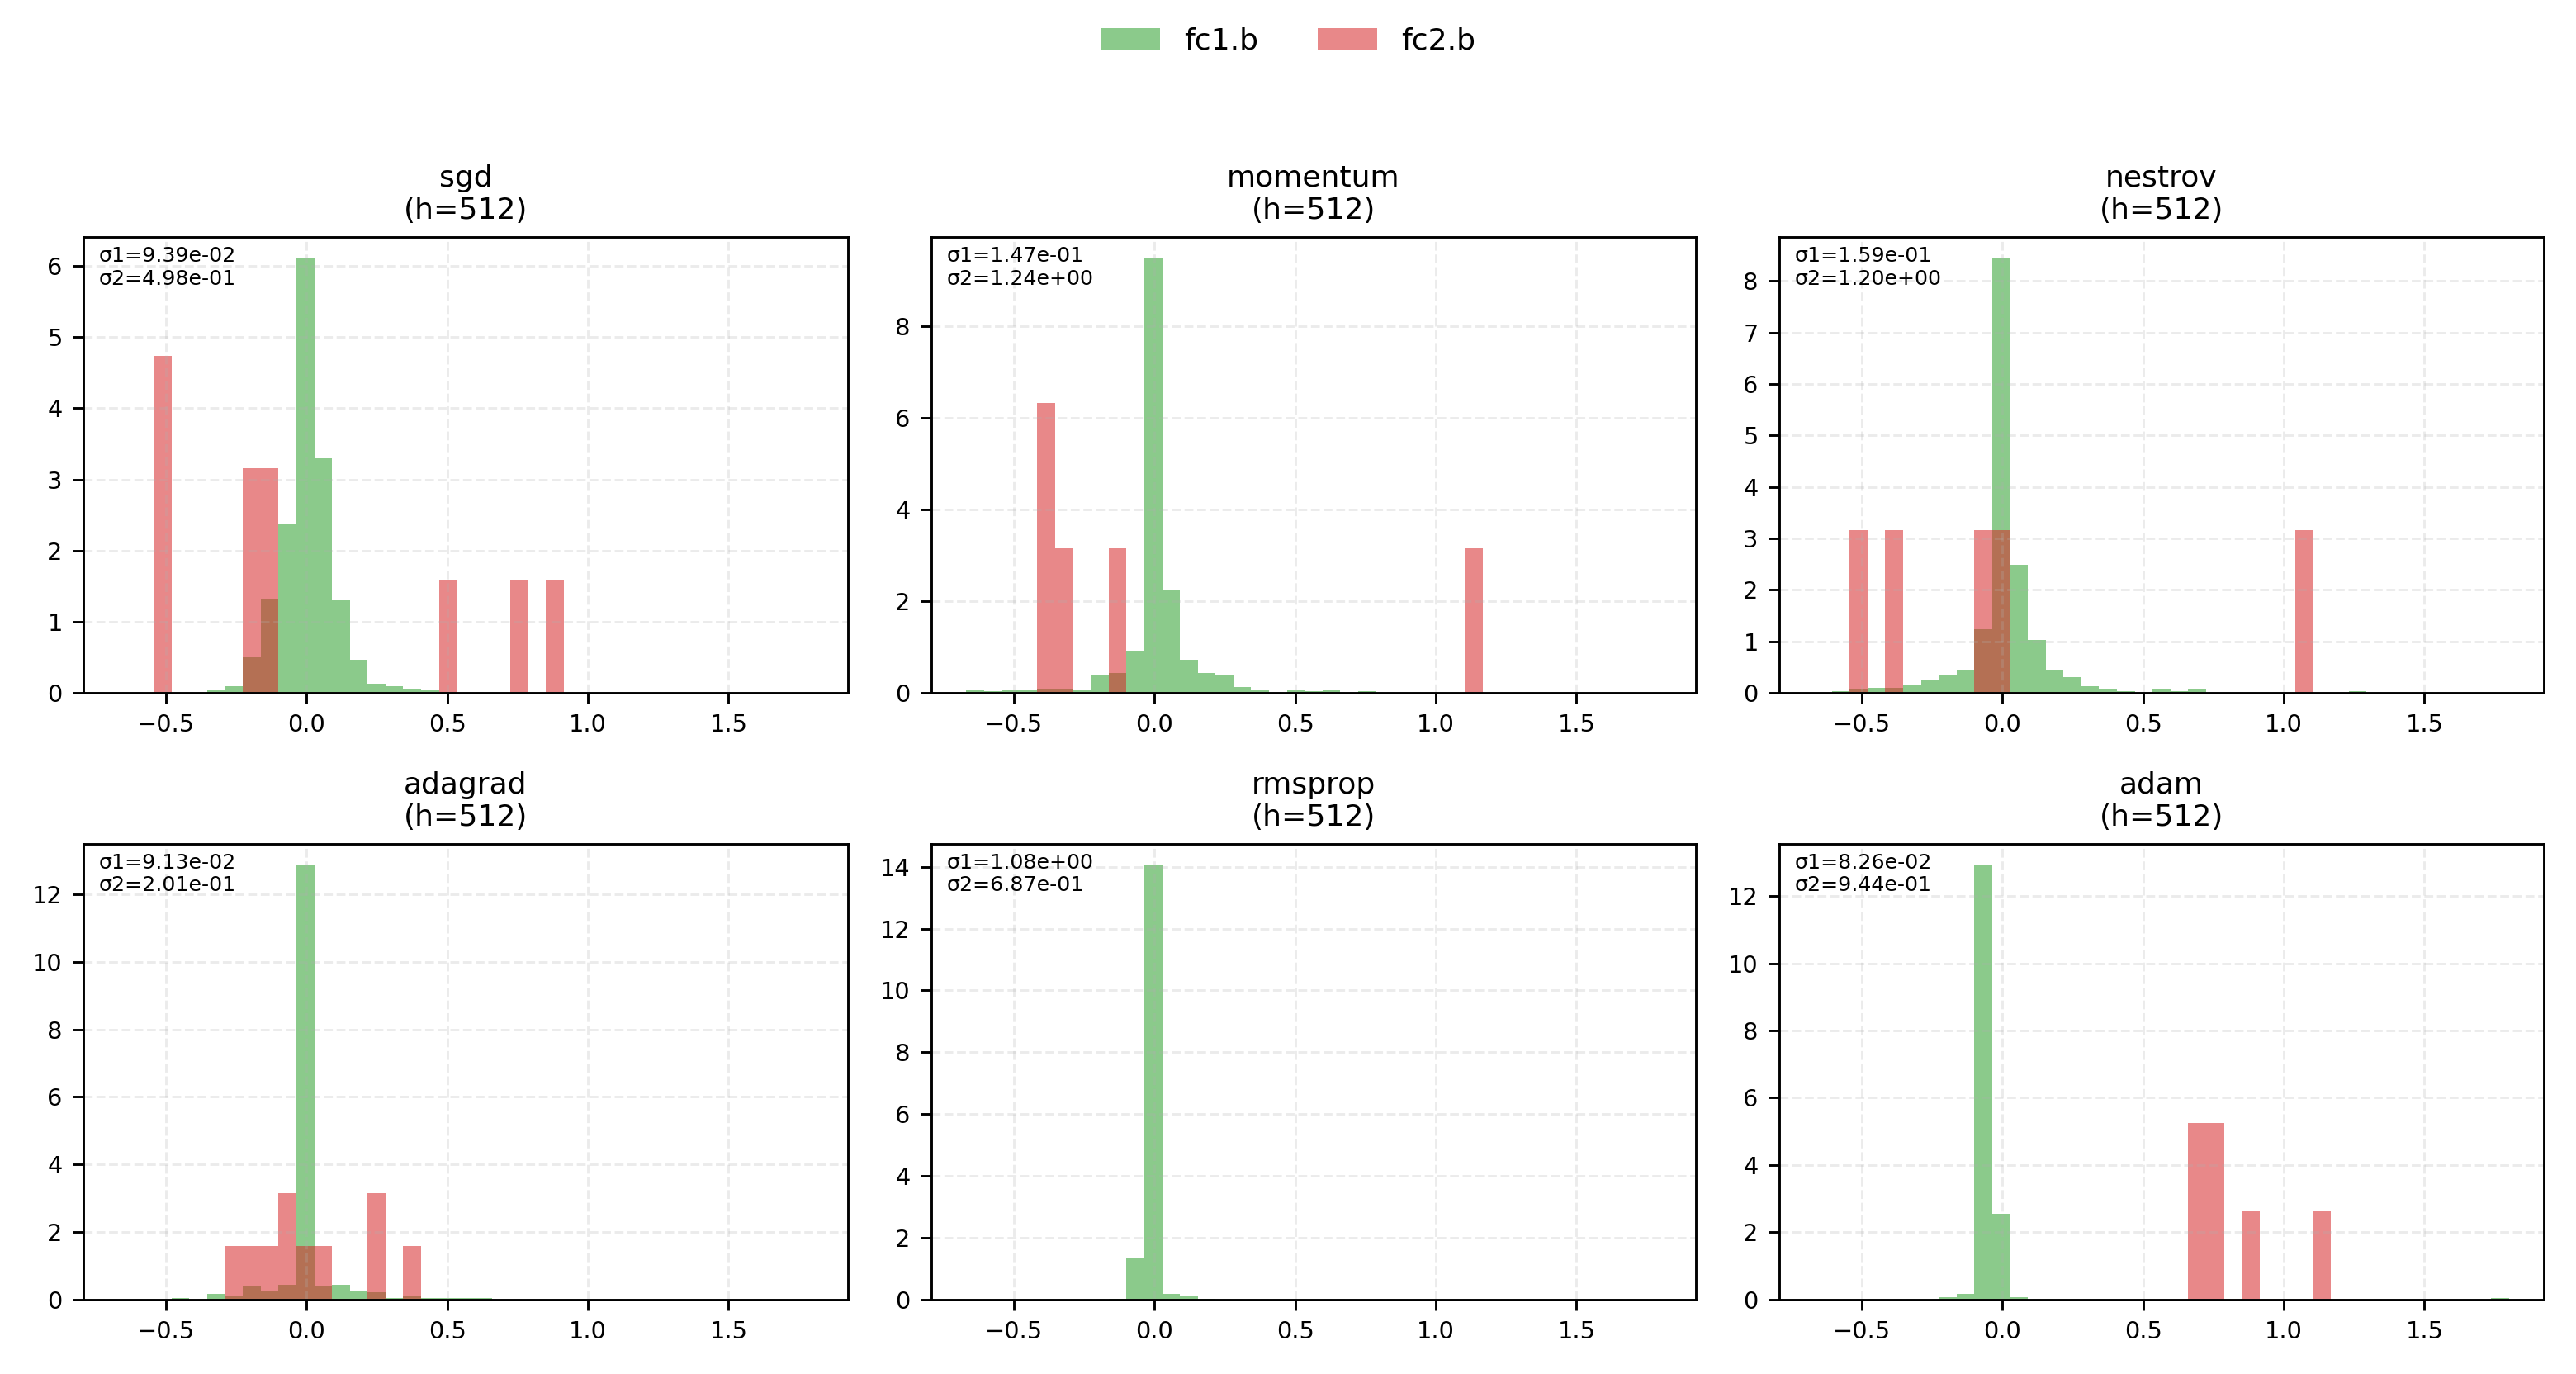 fc1.b fc2.b
sgd
(h=512)
σ1=9.39e-02
σ2=4.98e-01
6
5
4
3
2
1
0
−0.5 0.0 0.5 1.0 1.5
momentum
(h=512)
σ1=1.47e-01
σ2=1.24e+00
8
6
4
2
0
−0.5 0.0 0.5 1.0 1.5
nestrov
(h=512)
σ1=1.59e-01
σ2=1.20e+00
8
7
6
5
4
3
2
1
0
−0.5 0.0 0.5 1.0 1.5
adagrad
(h=512)
σ1=9.13e-02
σ2=2.01e-01
12
10
8
6
4
2
0
−0.5 0.0 0.5 1.0 1.5
rmsprop
(h=512)
σ1=1.08e+00
σ2=6.87e-01
14
12
10
8
6
4
2
0
−0.5 0.0 0.5 1.0 1.5
adam
(h=512)
σ1=8.26e-02
σ2=9.44e-01
12
10
8
6
4
2
0
−0.5 0.0 0.5 1.0 1.5